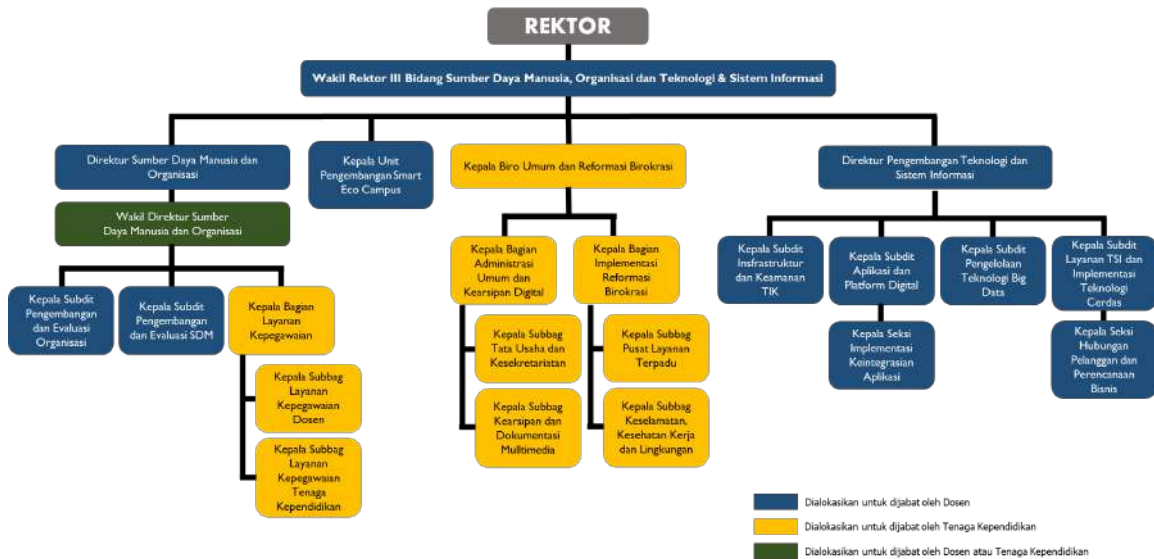 REKTOR
Wakil Rektor III Bidang Sumber Daya Manusia, Organisasi dan Teknologi & Sistem Informasi
Direktur Sumber Daya Manusia dan
Organisasi
Kepala Unit
Pengembangan Smart
Eco Campus
Kepala Biro Umum dan Reformasi Birokrasi
Direktur Pengembangan Teknologi dan
Sistem Informasi
Wakil Direktur Sumber
Daya Manusia dan Organisasi
Kepala Subdit
Pengembangan
dan Evaluasi
Organisasi
Kepala Subdit
Pengembangan
dan Evaluasi SDM
Kepala Bagian
Layanan
Kepegawaian
Kepala Subbag
Layanan
Kepegawaian
Dosen
Kepala Subbag
Layanan
Kepegawaian
Tenaga
Kependidikan
Kepala Bagian
Administrasi
Umum dan
Kearsipan Digital
Kepala Bagian
Implementasi
Reformasi
Birokrasi
Kepala Subbag
Tata Usaha dan
Kesekretariatan
Kepala Subbag
Pusat Layanan
Terpadu
Kepala Subbag
Kearsipan dan
Dokumentasi
Mulltimedia
Kepala Subbag
Keselamatan,
Kesehatan Kerja
dan Lingkungan
Kepala Subdit
Insfrastruktur
dan Keamanan
TIK
Kepala Subdit
Aplikasi dan
Platform Digital
Kepala Subdit
Pengelolaan
Teknologi Big
Data
Kepala Subdit
Layanan TSI dan
Implementasi
Teknologi
Cerdas
Kepala Seksi
Implementasi
Keintegrasian
Aplikasi
Kepala Seksi
Hubungan
Pelanggan dan
Perencanaan
Bisnis
Dialokasikan untuk dijabat oleh Dosen
Dialokasikan untuk dijabat oleh Tenaga Kependidikan
Dialokasikan untuk dijabat oleh Dosen atau Tenaga Kependidikan